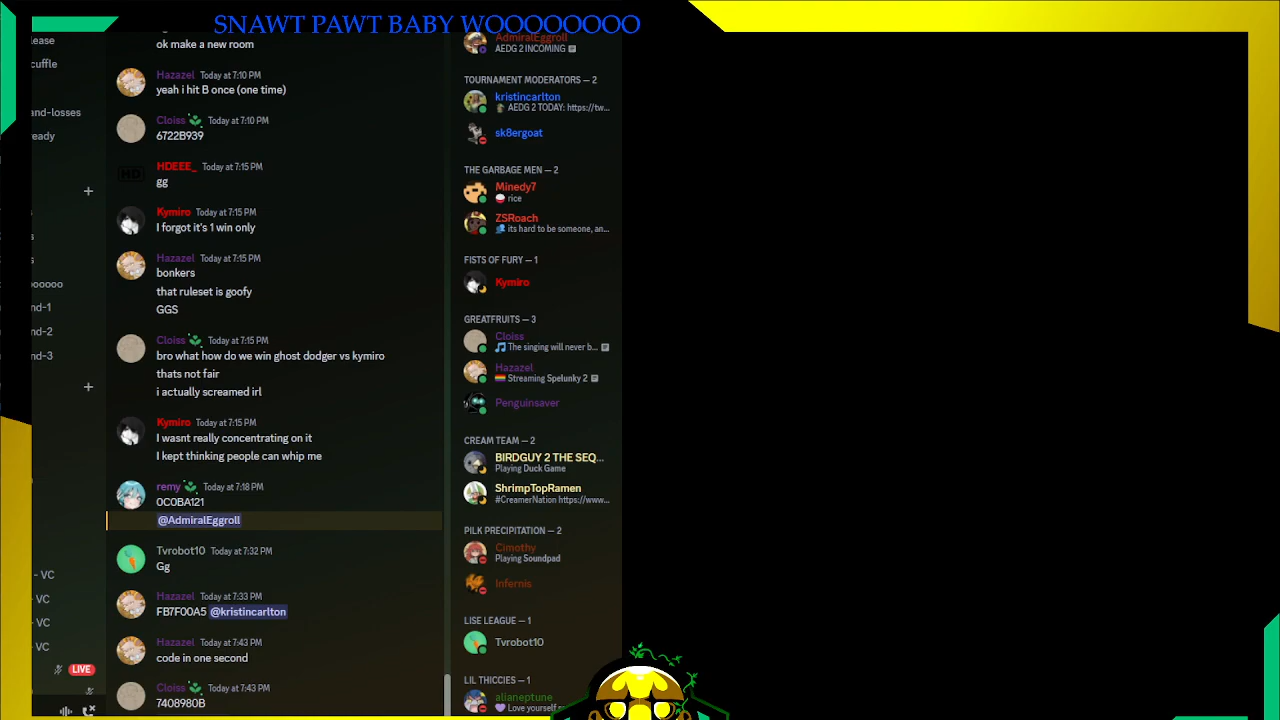 SNAWT PAWT BABY WOOOOOOOO
lease
cuffle
and-losses
eady
ooooo
nd-1
nd-2
nd-3
- VC
- VC
- VC
- VC
LIVE
ok make a new room
Hazazel Today at 7:10 PM
yeah i hit B once (one time)
Cloiss Today at 7:10 PM
6722B939
HDEEE_ Today at 7:15 PM
gg
Kymiro Today at 7:15 PM
I forgot it's 1 win only
Hazazel Today at 7:15 PM
bonkers
that ruleset is goofy
GGS
Cloiss Today at 7:15 PM
bro what how do we win ghost dodger vs kymiro
thats not fair
i actually screamed irl
Kymiro Today at 7:15 PM
I wasnt really concentrating on it
I kept thinking people can whip me
remy Today at 7:18 PM
0C0BA121
@AdmiralEggroll
Tvrobot10 Today at 7:32 PM
Gg
Hazazel Today at 7:33 PM
FB7F00A5 @kristincarlton
Hazazel Today at 7:43 PM
code in one second
Cloiss Today at 7:43 PM
7408980B
AdmiralEggroll
AEDG 2 INCOMING
TOURNAMENT MODERATORS — 2
kristincarlton
AEDG 2 TODAY: https://tw...
sk8ergoat
THE GARBAGE MEN — 2
Minedy7
rice
ZSRoach
its hard to be someone, an...
FISTS OF FURY — 1
Kymiro
GREATFRUITS — 3
Cloiss
The singing will never b...
Hazazel
Streaming Spelunky 2
Penguinsaver
CREAM TEAM — 2
BIRDGUY 2 THE SEQ...
Playing Duck Game
ShrimpTopRamen
#CreamerNation https://www...
PILK PRECIPITATION — 2
Cimothy
Playing Soundpad
Infernis
LISE LEAGUE — 1
Tvrobot10
LIL THICCIES — 1
alianeptune
Love yourself